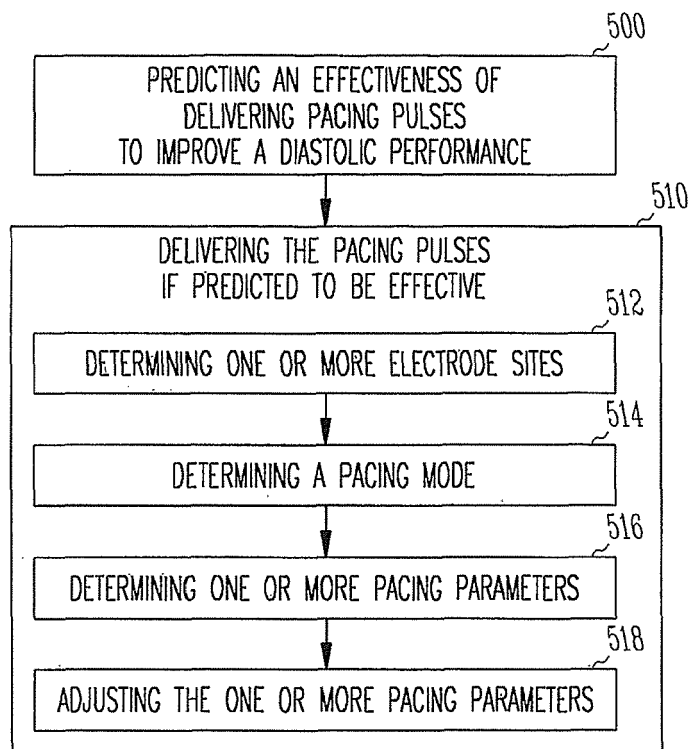 500
PREDICTING AN EFFECTIVENESS OF
DELIVERING PACING PULSES
TO IMPROVE A DIASTOLIC PERFORMANCE
510
DELIVERING THE PACING PULSES
IF PREDICTED TO BE EFFECTIVE
512
DETERMINING ONE OR MORE ELECTRODE SITES
514
DETERMINING A PACING MODE
516
DETERMINING ONE OR MORE PACING PARAMETERS
518
ADJUSTING THE ONE OR MORE PACING PARAMETERS